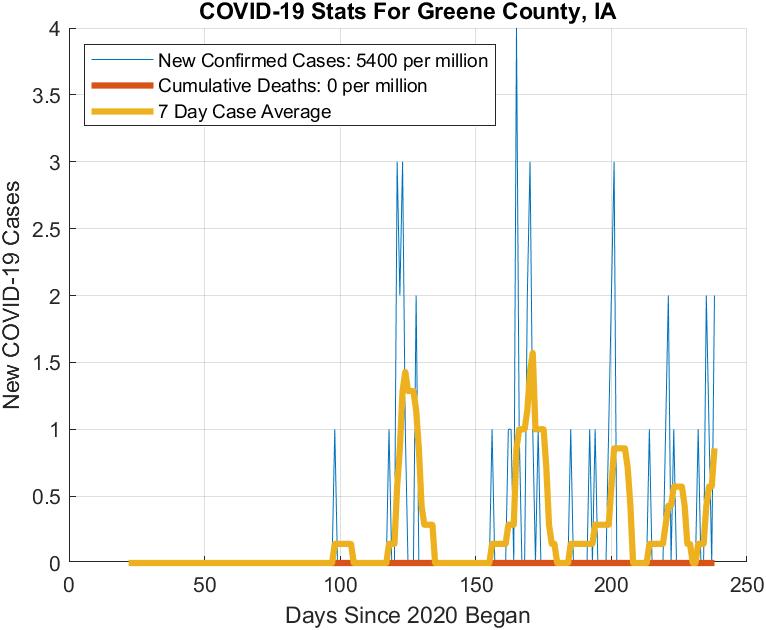 COVID-19 Stats For Greene County, IA
New Confirmed Cases: 5400 per million
Cumulative Deaths: 0 per million
7 Day Case Average
New COVID-19 Cases
4
3.5
3
2.5
2
1.5
1
0.5
0
0 50 100 150 200 250
Days Since 2020 Began